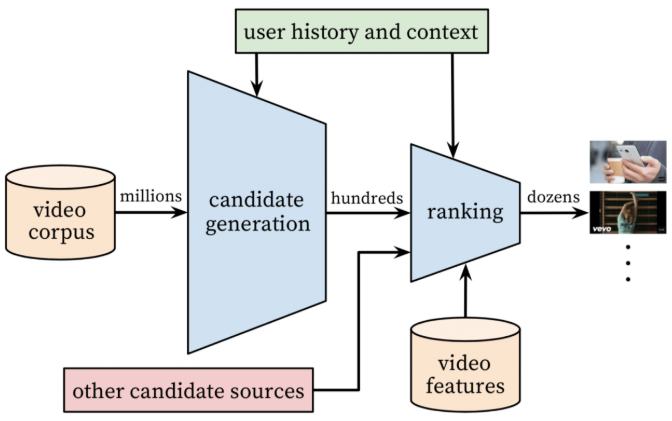 user history and context
millions
video
corpus
candidate
generation
hundreds
ranking
dozens
vevo
other candidate sources
video
features